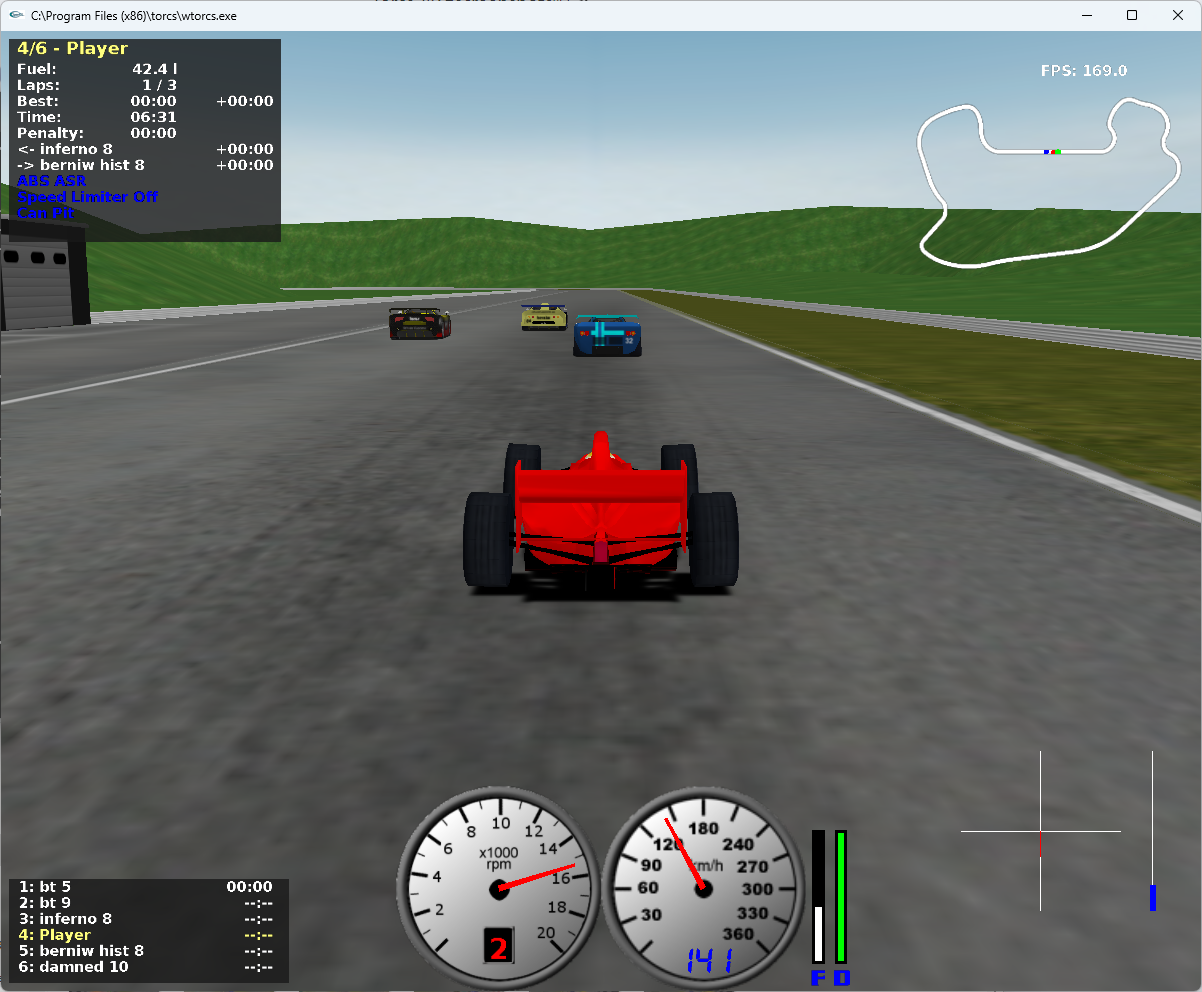 C:\Program Files (x86)\torcs\wtorcs.exe
4/6 - Player
Fuel: 42.4 l
Laps: 1 / 3
Best: 00:00 +00:00
Time: 06:31
Penalty: 00:00
<- inferno 8 +00:00
-> berniw hist 8 +00:00
ABS ASR
Speed Limiter Off
Can Pit
FPS: 169.0
32
2 4 6 8 10 12 14 16 18 20
x1000
rpm
2
30 60 90 120 180 240 270 300 330 360
km/h
141
F D
1: bt 5 00:00
2: bt 9 --:--
3: inferno 8 --:--
4: Player --:--
5: berniw hist 8 --:--
6: damned 10 --:--